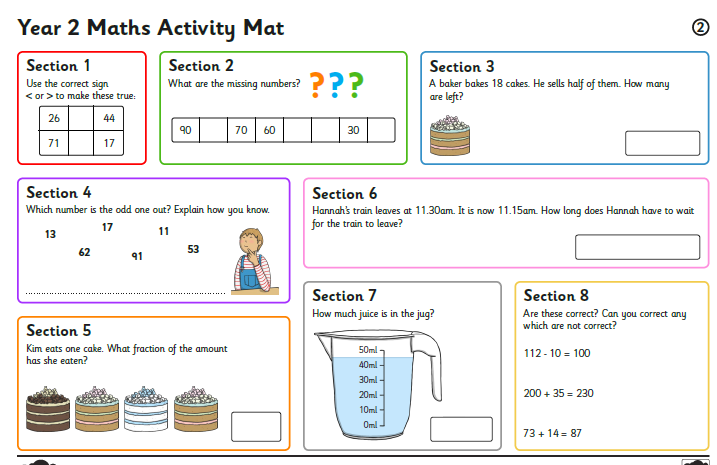 Year 2 Maths Activity Mat
2
Section 1
Use the correct sign
< or > to make these true:
26 44
71 17
Section 2
What are the missing numbers?
???
90 70 60 30
Section 3
A baker bakes 18 cakes. He sells half of them. How many
are left?
Section 4
Which number is the odd one out? Explain how you know.
13 17 11
62 91 53
Section 5
Kim eats one cake. What fraction of the amount
has she eaten?
Section 6
Hannah's train leaves at 11.30am. It is now 11.15am. How long does Hannah have to wait
for the train to leave?
Section 7
How much juice is in the jug?
50ml
40ml
30ml
20ml
10ml
0ml
Section 8
Are these correct? Can you correct any
which are not correct?
112 - 10 = 100
200 + 35 = 230
73 + 14 = 87